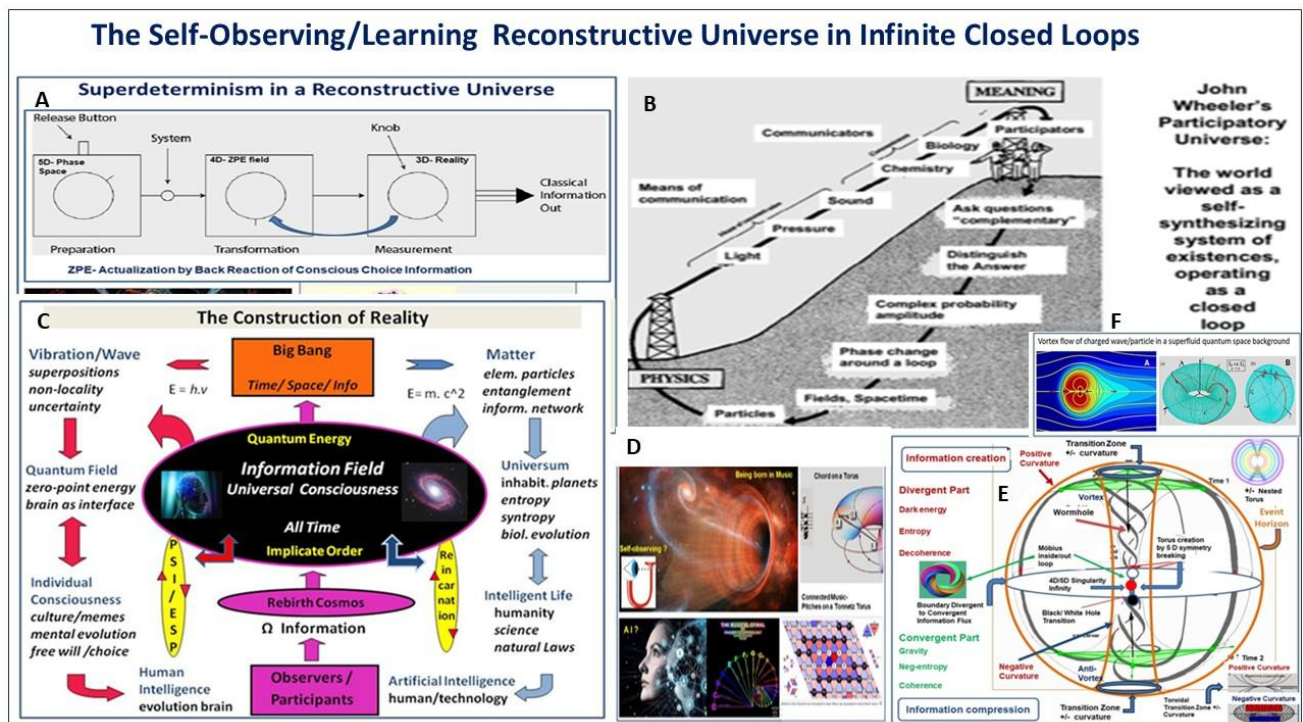 The Self-Observing/Learning Reconstructive Universe in Infinite Closed Loops
A
Superdeterminism in a Reconstructive Universe
Release Button
System
Knob
5D- Phase
Space
4D- ZPE field
3D- Reality
Classical
Information
Out
Preparation
Transformation
Measurement
ZPE- Actualization by Back Reaction of Conscious Choice Information
B
MEANING
Communicators
Participators
Biology
Chemistry
Means of
communication
Sound
Pressure
Light
Ask questions
"complementary"
Distinguish
the Answer
Complex probability
amplitude
Phase change
around a loop
Fields, Spacetime
PHYSICS
Particles
John
Wheeler's
Participatory
Universe:
The world
viewed as a
self-
synthesizing
system of
existences,
operating
as a
closed
loop
C
The Construction of Reality
Vibration/Wave
superpositions
non-locality
uncertainty
E = h.v
Big Bang
Time/ Space/ Info
E= m. c^2
Matter
elem. particles
entanglement
inform. network
Quantum Energy
Information Field
Universal Consciousness
All Time
Implicate Order
Quantum Field
zero-point energy
brain as interface
Universum
inhabit. planets
entropy
syntropy
biol. evolution
PSI/ESP
Reincarnation
Individual
Consciousness
culture/memes
mental evolution
free will /choice
Rebirth Cosmos
Ω Information
Intelligent Life
humanity
science
natural Laws
Observers /
Participants
Human
Intelligence
evolution brain
Artificial Intelligence
human/technology
D
Being born in Music
Chord on a Torus
Self-observing ?
Connected Music-
Pitches on a Tonnetz Torus
AI ?
F
Vortex flow of charged wave/particle in a superfluid quantum space background
A
B
E
Information creation
Positive
Curvature
Transition Zone
+/- curvature
Time 1
+/- Nested
Torus
Divergent Part
Dark energy
Entropy
Decoherence
Vortex
Wormhole
Event
Horizon
Möbius
inside/out
loop
Torus creation
by 5 D symmetry
breaking
4D/5D Singularity
Infinity
Boundary Divergent
to Convergent
Information Flux
Black/ White Hole
Transition
Convergent Part
Gravity
Neg-entropy
Coherence
Negative
Curvature
Anti-
Vortex
Time 2
Positive Curvature
Negative Curvature
Information compression
Transition Zone
+/- curvature
Toroidal
Transition Zone +/-
Curvature